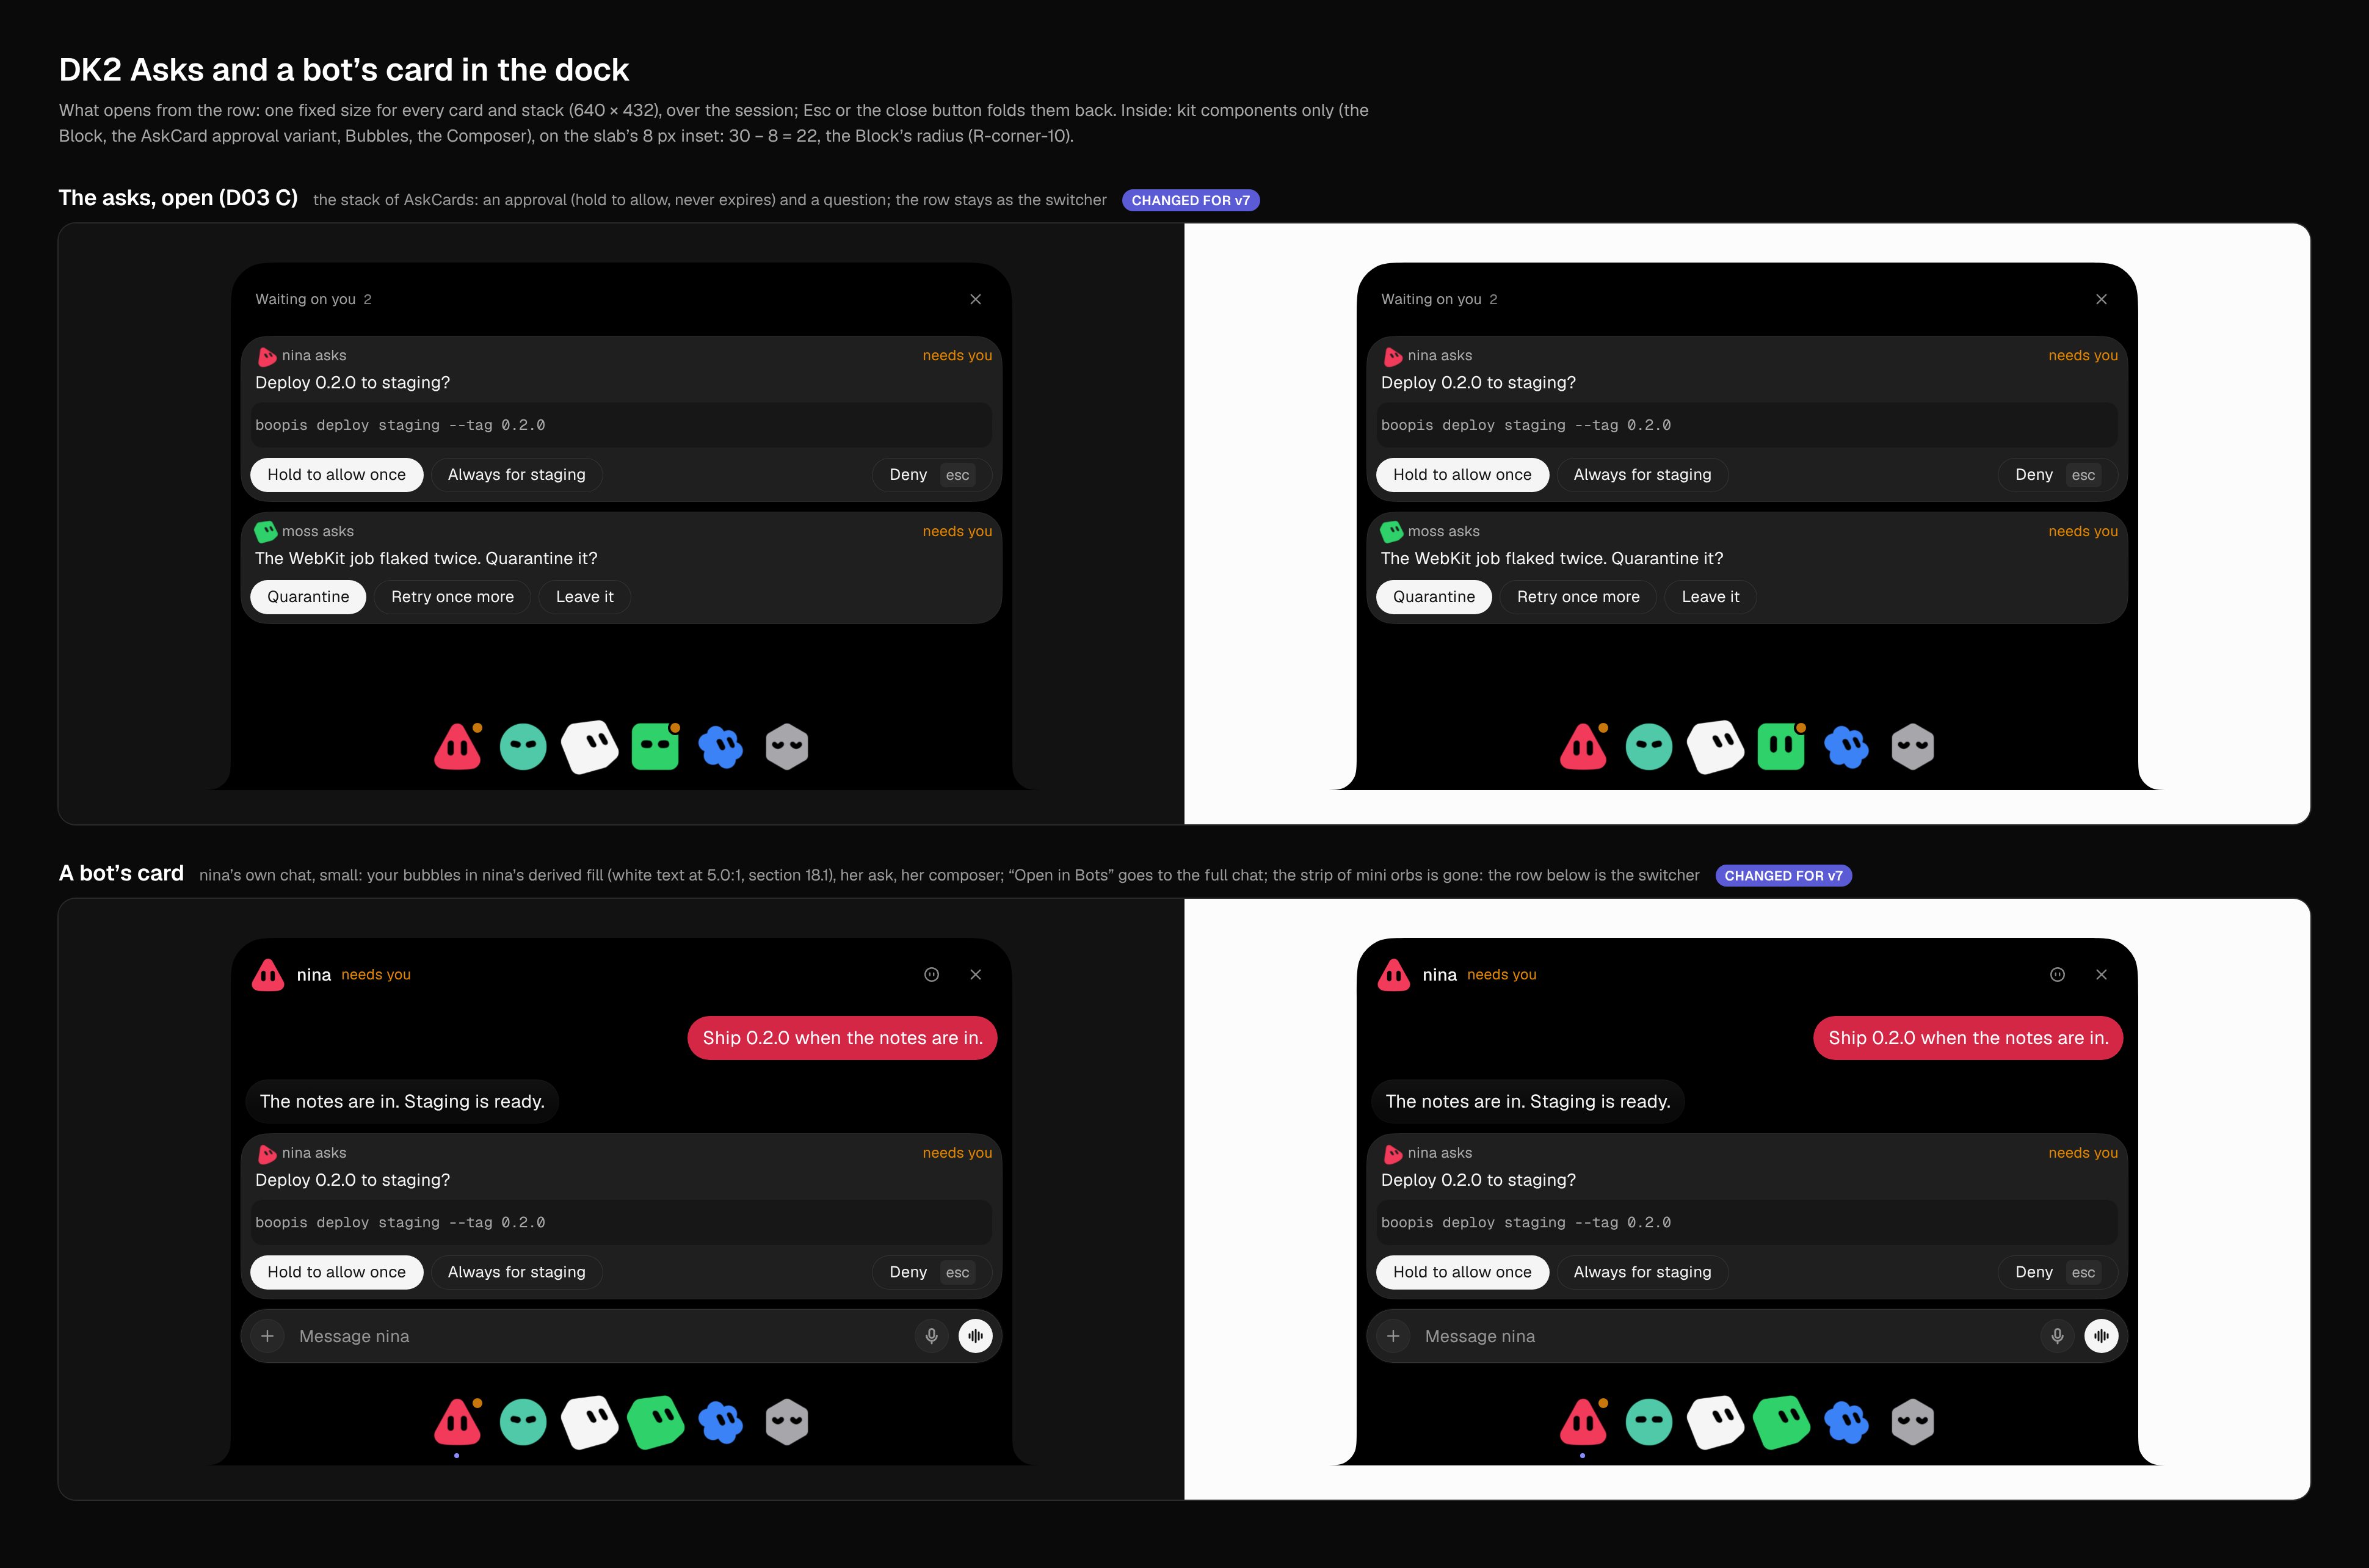 DK2 Asks and a bot’s card in the dock
What opens from the row: one fixed size for every card and stack (640 × 432), over the session; Esc or the close button folds them back. Inside: kit components only (the
Block, the AskCard approval variant, Bubbles, the Composer), on the slab’s 8 px inset: 30 – 8 = 22, the Block’s radius (R-corner-10).
The asks, open (D03 C) the stack of AskCards: an approval (hold to allow, never expires) and a question; the row stays as the switcher CHANGED FOR v7
Waiting on you 2
nina asks needs you
Deploy 0.2.0 to staging?
boopis deploy staging --tag 0.2.0
Hold to allow once Always for staging Deny esc
moss asks needs you
The WebKit job flaked twice. Quarantine it?
Quarantine Retry once more Leave it
Waiting on you 2
nina asks needs you
Deploy 0.2.0 to staging?
boopis deploy staging --tag 0.2.0
Hold to allow once Always for staging Deny esc
moss asks needs you
The WebKit job flaked twice. Quarantine it?
Quarantine Retry once more Leave it
A bot’s card nina’s own chat, small: your bubbles in nina’s derived fill (white text at 5.0:1, section 18.1), her ask, her composer; “Open in Bots” goes to the full chat; the strip of mini orbs is gone: the row below is the switcher CHANGED FOR v7
nina needs you
Ship 0.2.0 when the notes are in.
The notes are in. Staging is ready.
nina asks needs you
Deploy 0.2.0 to staging?
boopis deploy staging --tag 0.2.0
Hold to allow once Always for staging Deny esc
Message nina
nina needs you
Ship 0.2.0 when the notes are in.
The notes are in. Staging is ready.
nina asks needs you
Deploy 0.2.0 to staging?
boopis deploy staging --tag 0.2.0
Hold to allow once Always for staging Deny esc
Message nina